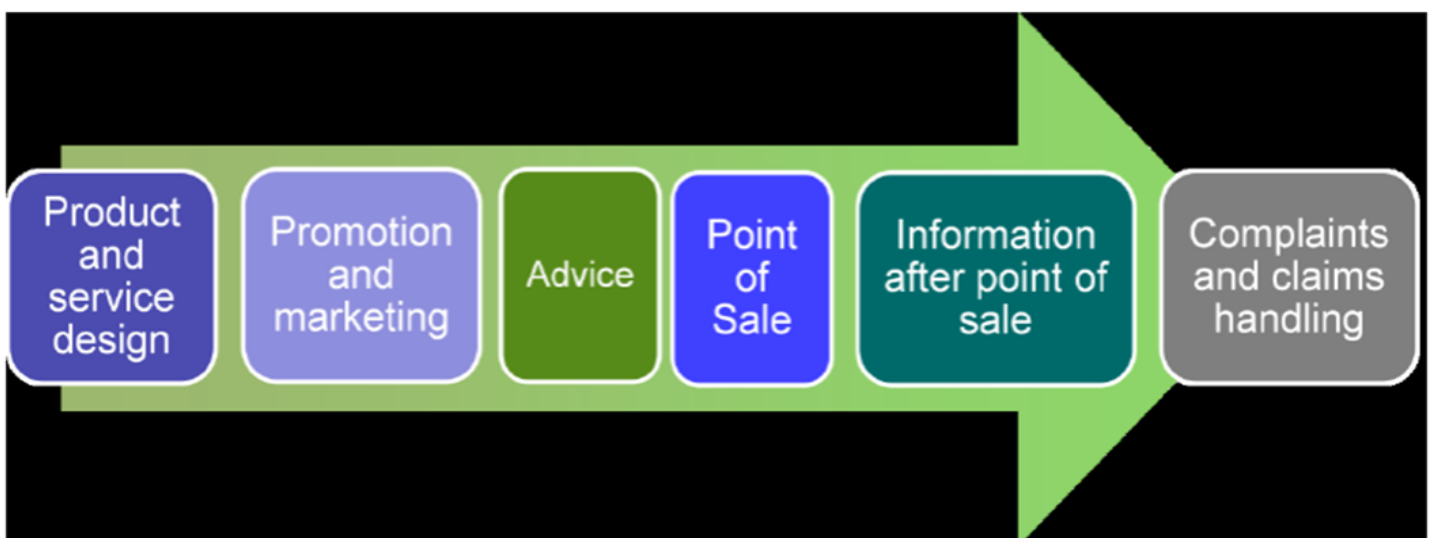 Product
and
service
design
Promotion
and
marketing
Advice
Point
of
Sale
Information
after point of
sale
Complaints
and claims
handling